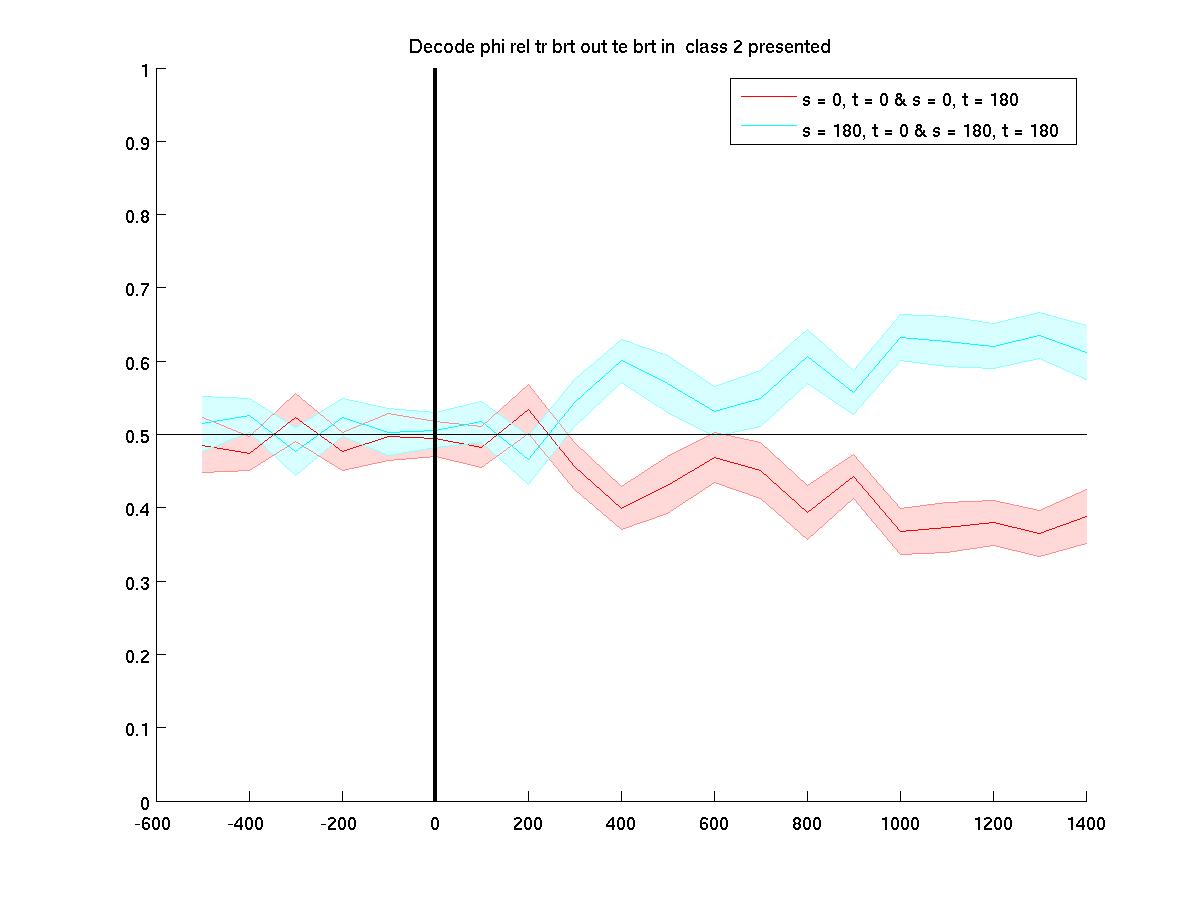 Decode phi rel tr brt out te brt in  class 2 presented
s = 0, t = 0 & s = 0, t = 180
s = 180, t = 0 & s = 180, t = 180
1
0.9
0.8
0.7
0.6
0.5
0.4
0.3
0.2
0.1
0
-600 -400 -200 0 200 400 600 800 1000 1200 1400